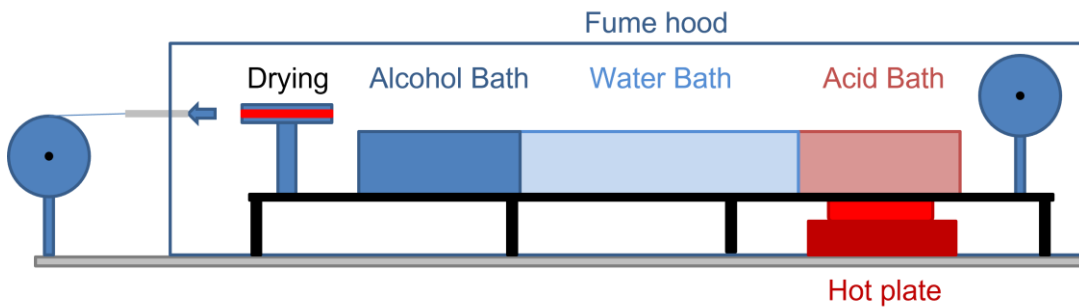 Fume hood
Drying
Alcohol Bath
Water Bath
Acid Bath
Hot plate